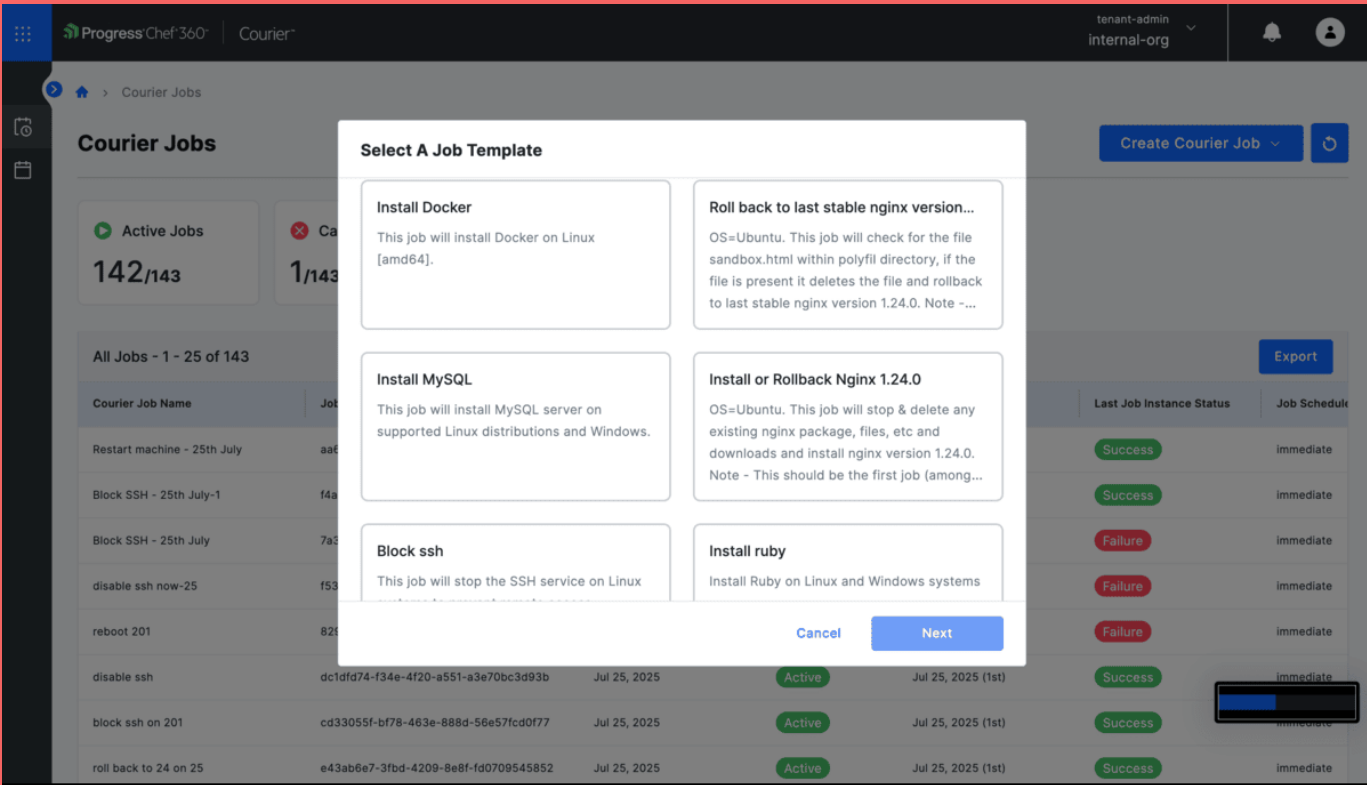 Progress Chef 360 Courier™
tenant-admin
internal-org
Courier Jobs
Courier Jobs
Create Courier Job
Active Jobs
142/143
Ca
1/143
Select A Job Template
Install Docker
This job will install Docker on Linux
[amd64].
Roll back to last stable nginx version...
OS=Ubuntu. This job will check for the file
sandbox.html within polyfil directory, if the
file is present it deletes the file and rollback
to last stable nginx version 1.24.0. Note -...
Install MySQL
This job will install MySQL server on
supported Linux distributions and Windows.
Install or Rollback Nginx 1.24.0
OS=Ubuntu. This job will stop & delete any
existing nginx package, files, etc and
downloads and install nginx version 1.24.0.
Note - This should be the first job (among...
Block ssh
This job will stop the SSH service on Linux
Install ruby
Install Ruby on Linux and Windows systems
Cancel
Next
All Jobs - 1 - 25 of 143
Export
Courier Job Name Job Last Job Instance Status Job Schedule
Restart machine - 25th July aa6 Success immediate
Block SSH - 25th July-1 f4a Success immediate
Block SSH - 25th July 7a3 Failure immediate
disable ssh now-25 f53 Failure immediate
reboot 201 829 Failure immediate
disable ssh dc1dfd74-f34e-4f20-a551-a3e70bc3d93b Jul 25, 2025 Active Jul 25, 2025 (1st) Success immediate
block ssh on 201 cd33055f-bf78-463e-888d-56e57fcd0f77 Jul 25, 2025 Active Jul 25, 2025 (1st) Success immediate
roll back to 24 on 25 e43ab6e7-3fbd-4209-8e8f-fd0709545852 Jul 25, 2025 Active Jul 25, 2025 (1st) Success immediate